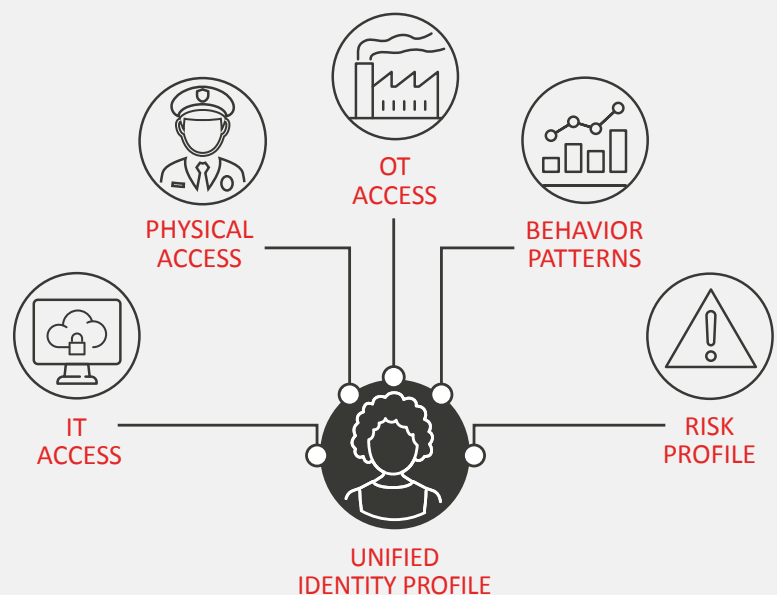 OT
ACCESS
PHYSICAL
ACCESS
BEHAVIOR
PATTERNS
IT
ACCESS
RISK
PROFILE
UNIFIED
IDENTITY PROFILE